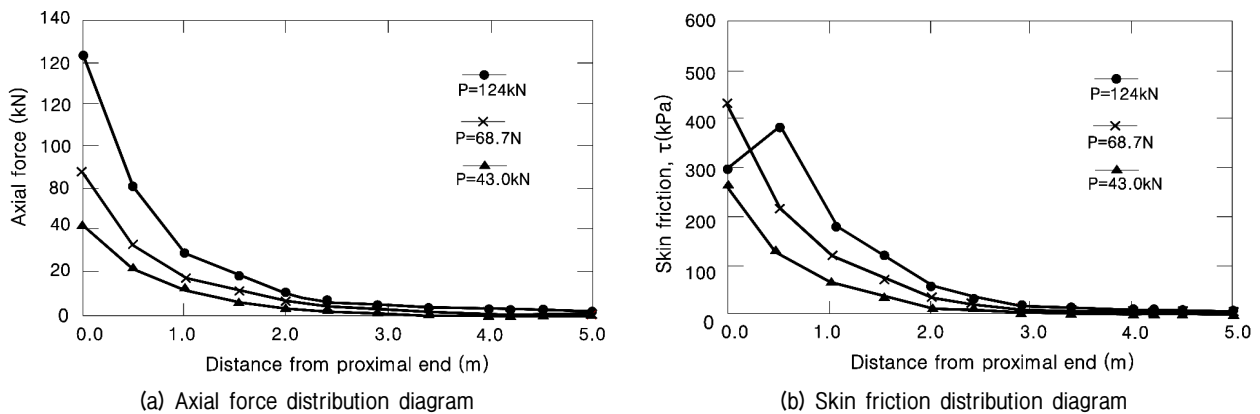 140
120
100
80
60
40
20
0
Axial force (kN)
P=124kN
P=68.7N
P=43.0kN
0.0 1.0 2.0 3.0 4.0 5.0
Distance from proximal end (m)
(a) Axial force distribution diagram
600
500
400
300
200
100
0
Skin friction, τ(kPa)
P=124kN
P=68.7N
P=43.0kN
0.0 1.0 2.0 3.0 4.0 5.0
Distance from proximal end (m)
(b) Skin friction distribution diagram